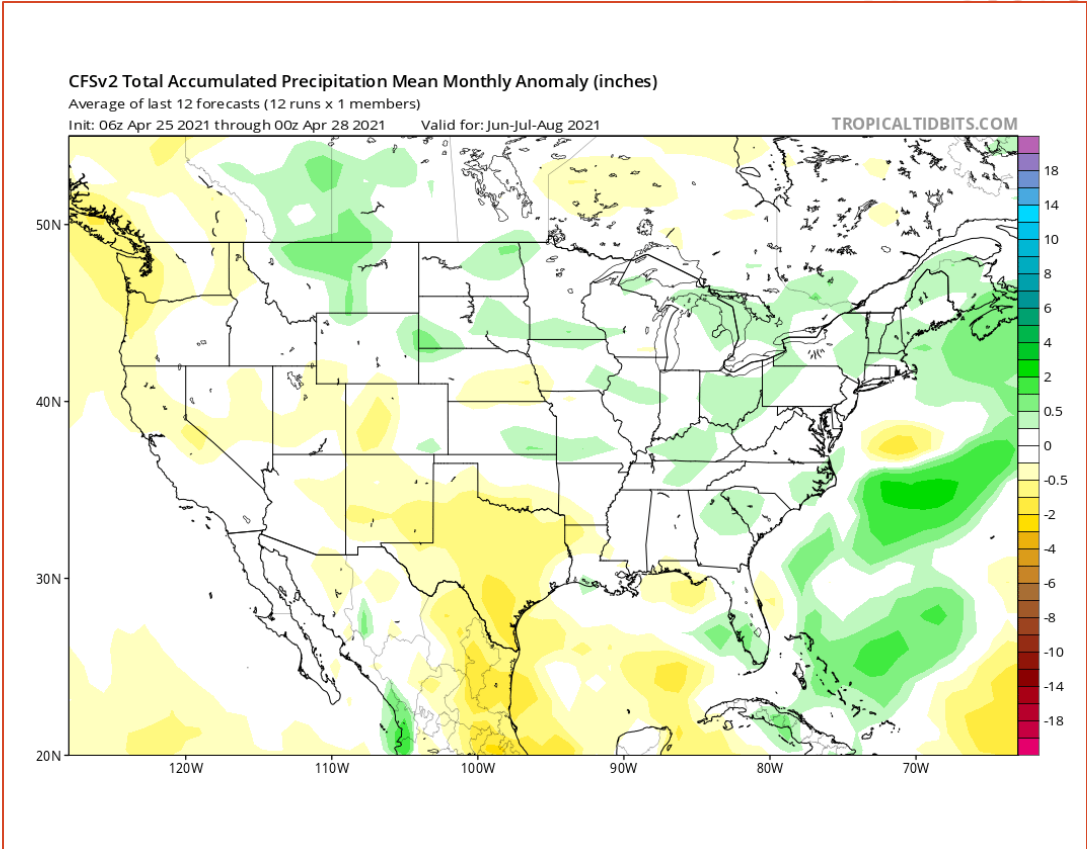 CFSv2 Total Accumulated Precipitation Mean Monthly Anomaly (inches)
Average of last 12 forecasts (12 runs x 1 members)
Init: 06z Apr 25 2021 through 00z Apr 28 2021 Valid for: Jun-Jul-Aug 2021
TROPICALTIDBITS.COM
50N
40N
30N
20N
120W
110W
100W
90W
80W
70W
18
14
10
8
6
4
2
0.5
0
-0.5
-2
-4
-6
-8
-10
-14
-18